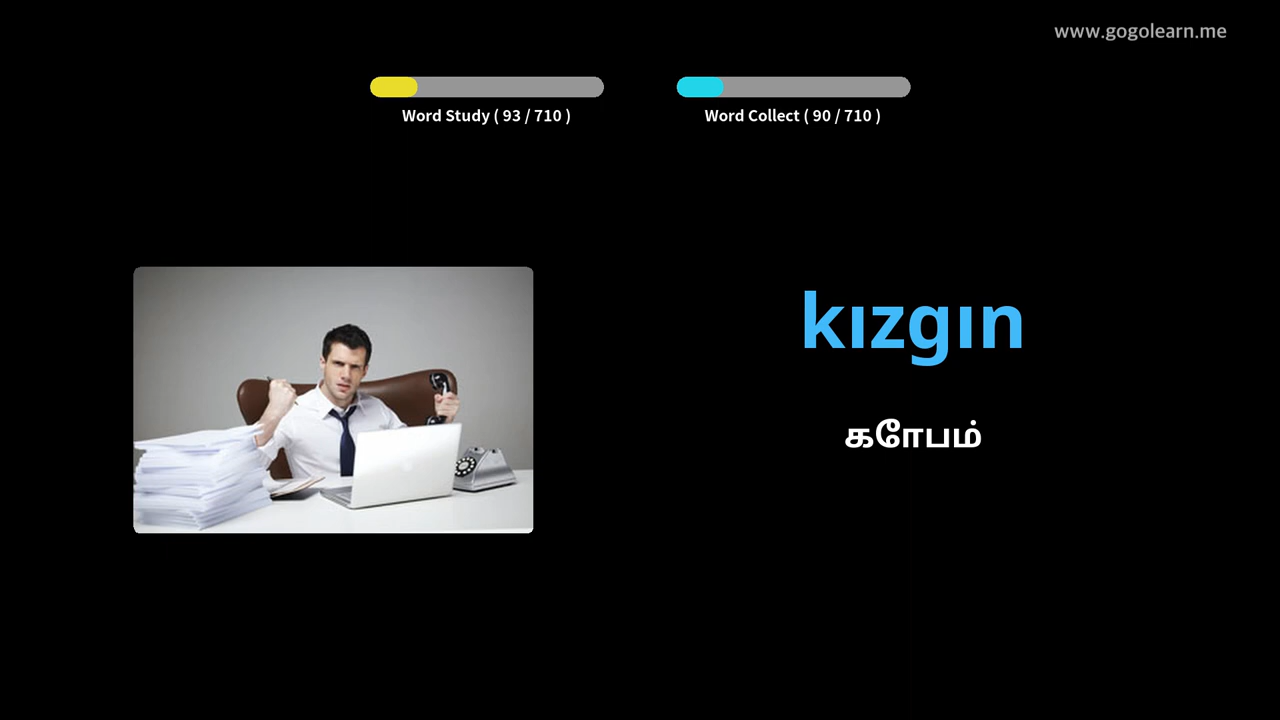 www.gogolearn.me
Word Study ( 93 / 710 )
Word Collect ( 90 / 710 )
kızgın
கோபம்